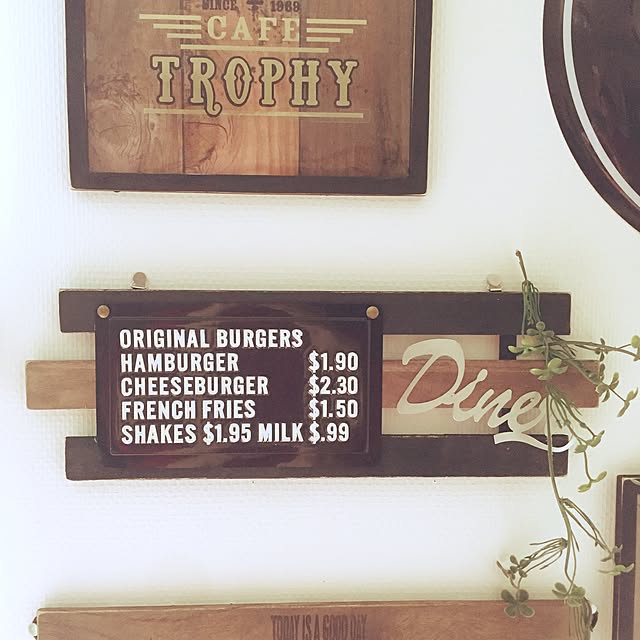 SINCE 1969
CAFE
TROPHY
ORIGINAL BURGERS
HAMBURGER $1.90
CHEESEBURGER $2.30
FRENCH FRIES $1.50
SHAKES $1.95 MILK $.99
Diner
TODAY IS A GOOD DAY